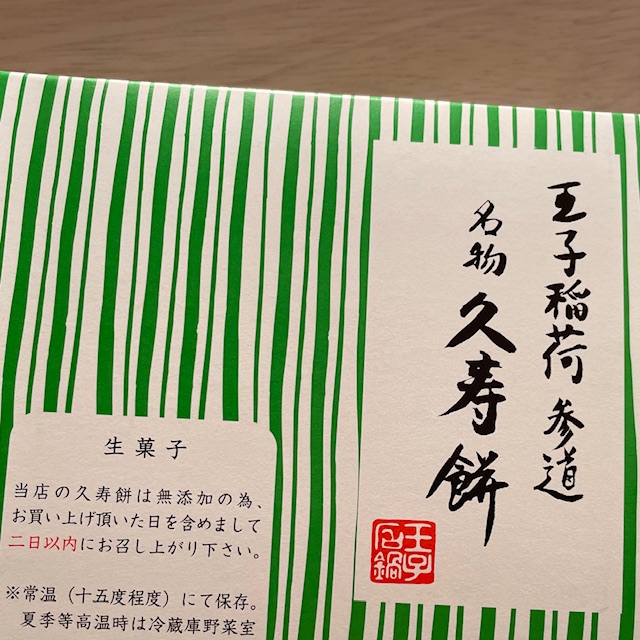 王子稲荷 参道
名物 久寿餅
王子
石鍋
生菓子
当店の久寿餅は無添加の為、
お買い上げ頂いた日を含めまして
二日以内にお召し上がり下さい。
※常温（十五度程度）にて保存。
夏季等高温時は冷蔵庫野菜室